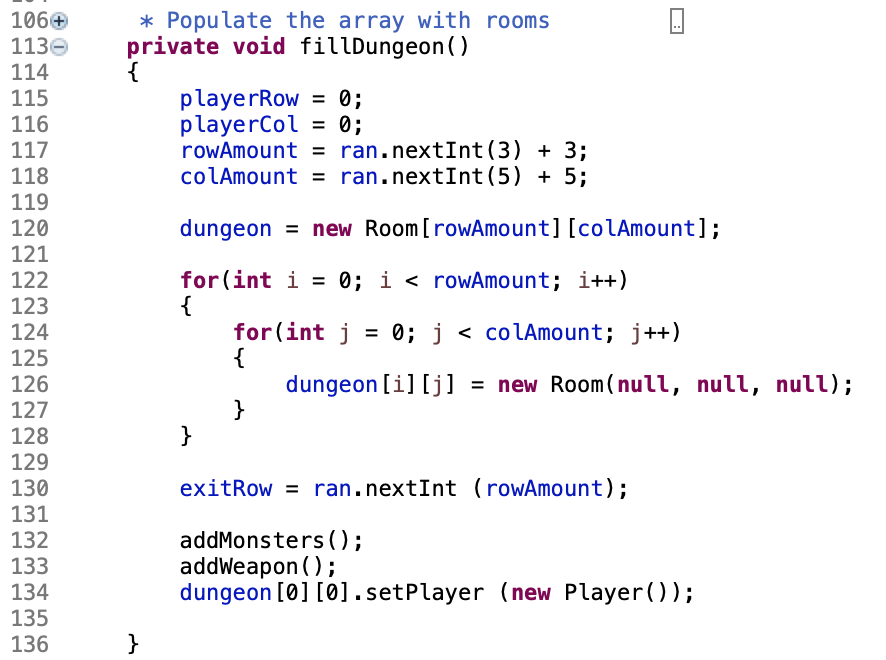 106 * Populate the array with rooms
113 private void fillDungeon()
114 {
115 playerRow = 0;
116 playerCol = 0;
117 rowAmount = ran.nextInt(3) + 3;
118 colAmount = ran.nextInt(5) + 5;
119
120 dungeon = new Room[rowAmount][colAmount];
121
122 for(int i = 0; i < rowAmount; i++)
123 {
124 for(int j = 0; j < colAmount; j++)
125 {
126 dungeon[i][j] = new Room(null, null, null);
127 }
128 }
129
130 exitRow = ran.nextInt (rowAmount);
131
132 addMonsters();
133 addWeapon();
134 dungeon[0][0].setPlayer (new Player());
135
136 }